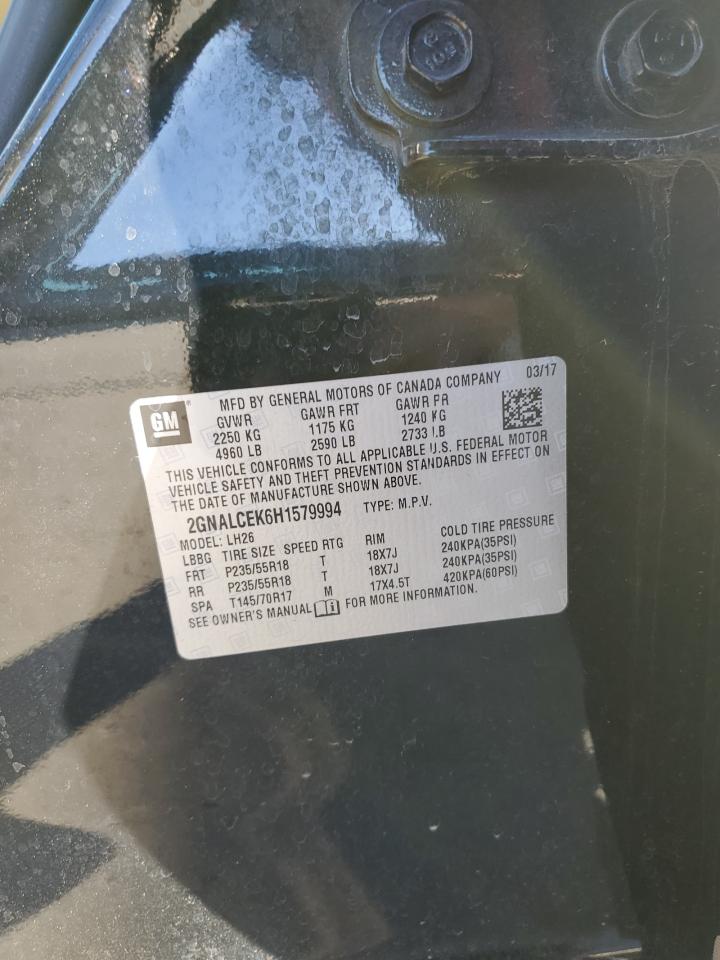 GM
MFD BY GENERAL MOTORS OF CANADA COMPANY 03/17
GVWR GAWR FRT GAWR RR
2250 KG 1175 KG 1240 KG
4960 LB 2590 LB 2733 LB
THIS VEHICLE CONFORMS TO ALL APPLICABLE U.S. FEDERAL MOTOR
VEHICLE SAFETY AND THEFT PREVENTION STANDARDS IN EFFECT ON
THE DATE OF MANUFACTURE SHOWN ABOVE.
2GNALCEK6H1579994 TYPE: M.P.V.
MODEL: LH26
LBBG TIRE SIZE SPEED RTG RIM COLD TIRE PRESSURE
FRT P235/55R18 T 18X7J 240KPA(35PSI)
RR P235/55R18 T 18X7J 240KPA(35PSI)
SPA T145/70R17 M 17X4.5T 420KPA(60PSI)
SEE OWNER'S MANUAL FOR MORE INFORMATION.